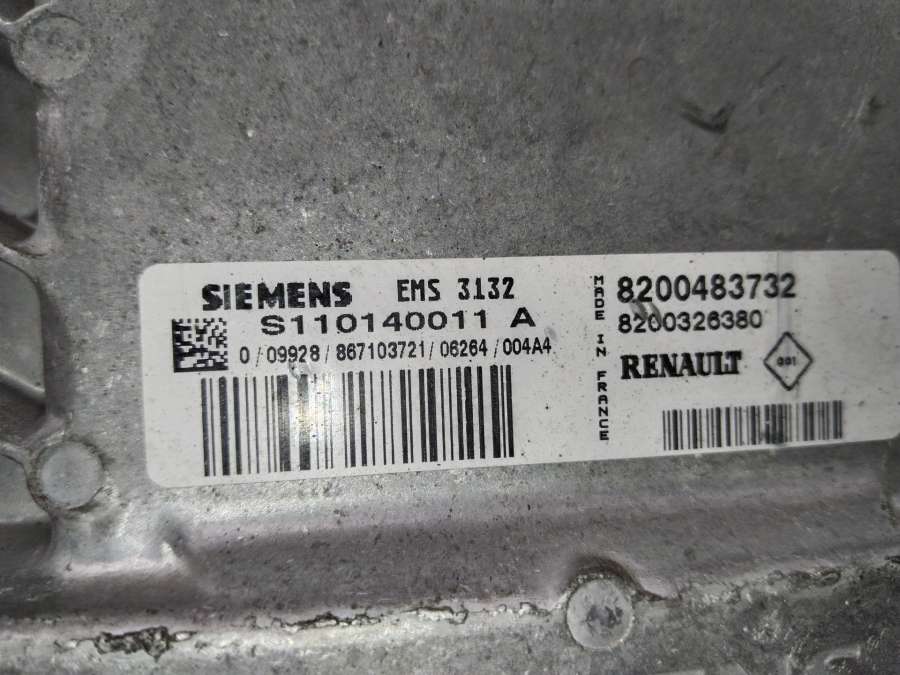 SIEMENS EMS 3132
S110140011 A
0 / 09928 / 867103721 / 06264 / 004A4
MADE IN FRANCE
8200483732
8200326380
RENAULT